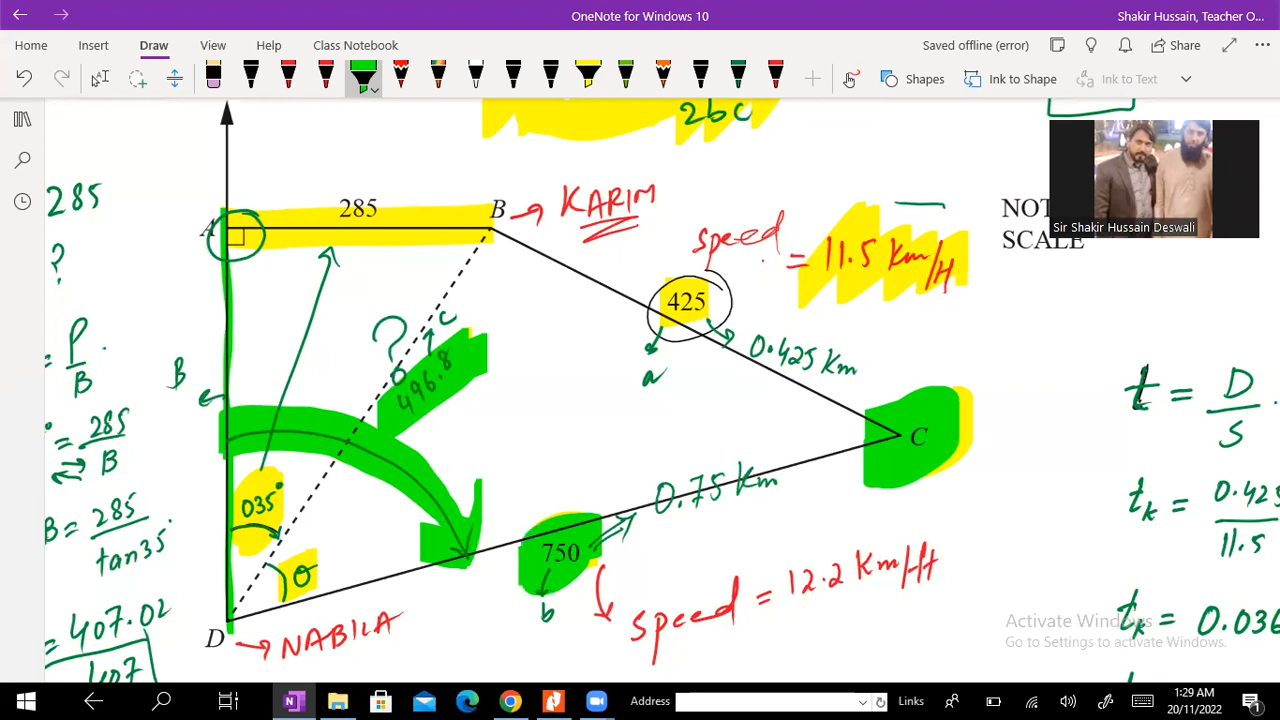 OneNote for Windows 10
Shakir Hussain, Teacher O...
Home Insert Draw View Help Class Notebook
Saved offline (error) Share
Shapes Ink to Shape Ink to Text
2bc
285
?
= P/B
° = 285/B
B = 285/tan35°
= 407.02
407
A
285
B → KARIM
speed = 11.5 Km/H
NOT
SCALE
Sir Shakir Hussain Deswali
425
a
0.425 Km
?
c
496.8
B
035°
θ
C
0.75 Km
750
b
speed = 12.2 Km/H
D → NABILA
t = D/S
tk = 0.425/11.5
tk = 0.036
Activate Windows
Go to Settings to activate Windows.
Address
Links
1:29 AM
20/11/2022